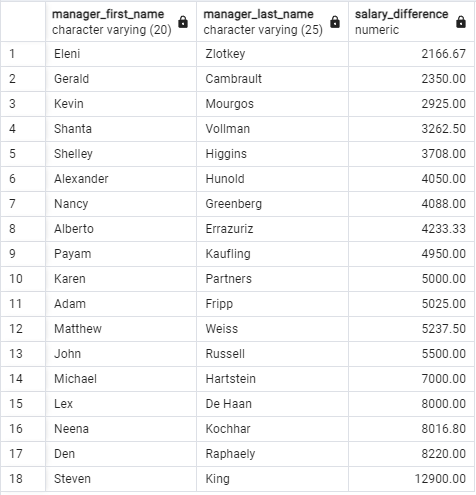 manager_first_name manager_last_name salary_difference
character varying (20) character varying (25) numeric
1 Eleni Zlotkey 2166.67
2 Gerald Cambrault 2350.00
3 Kevin Mourgos 2925.00
4 Shanta Vollman 3262.50
5 Shelley Higgins 3708.00
6 Alexander Hunold 4050.00
7 Nancy Greenberg 4088.00
8 Alberto Errazuriz 4233.33
9 Payam Kaufling 4950.00
10 Karen Partners 5000.00
11 Adam Fripp 5025.00
12 Matthew Weiss 5237.50
13 John Russell 5500.00
14 Michael Hartstein 7000.00
15 Lex De Haan 8000.00
16 Neena Kochhar 8016.80
17 Den Raphaely 8220.00
18 Steven King 12900.00